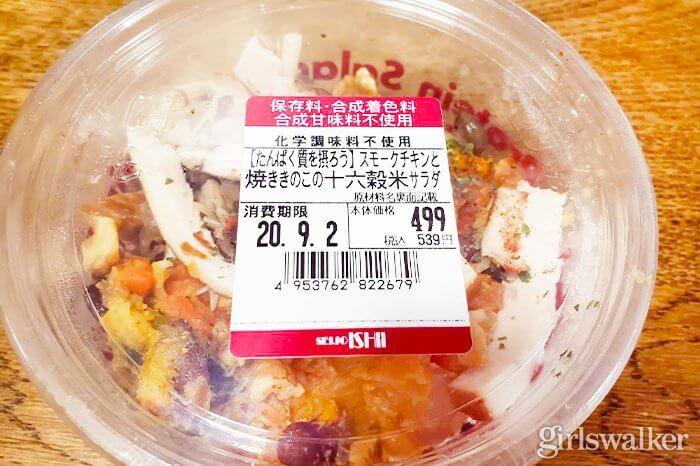 保存料・合成着色料
合成甘味料不使用
化学調味料不使用
【たんぱく質を摂ろう】スモークチキンと
焼ききのこの十六穀米サラダ
原材料名裏面記載
消費期限
20.9.2
本体価格 499
税込 539円
4 953762 822679
SEIJO ISHII
Protein Salad
girlswalker